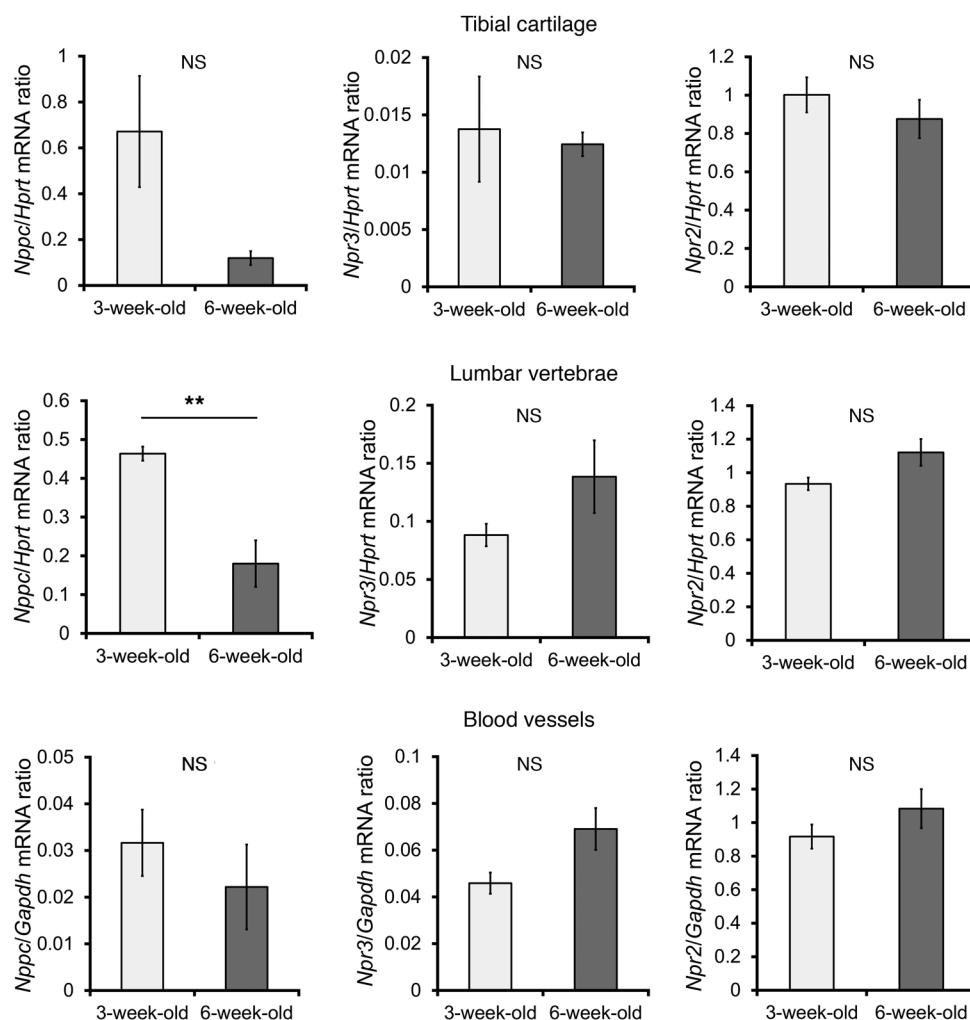 Tibial cartilage
Nppc/Hprt mRNA ratio
1
0.8
0.6
0.4
0.2
0
NS
3-week-old 6-week-old
Npr3/Hprt mRNA ratio
0.02
0.015
0.01
0.005
0
NS
3-week-old 6-week-old
Npr2/Hprt mRNA ratio
1.2
1
0.8
0.6
0.4
0.2
0
NS
3-week-old 6-week-old
Lumbar vertebrae
Nppc/Hprt mRNA ratio
0.6
0.5
0.4
0.3
0.2
0.1
0
**
3-week-old 6-week-old
Npr3/Hprt mRNA ratio
0.2
0.15
0.1
0.05
0
NS
3-week-old 6-week-old
Npr2/Hprt mRNA ratio
1.4
1.2
1
0.8
0.6
0.4
0.2
0
NS
3-week-old 6-week-old
Blood vessels
Nppc/Gapdh mRNA ratio
0.05
0.04
0.03
0.02
0.01
0
NS
3-week-old 6-week-old
Npr3/Gapdh mRNA ratio
0.1
0.08
0.06
0.04
0.02
0
NS
3-week-old 6-week-old
Npr2/Gapdh mRNA ratio
1.4
1.2
1
0.8
0.6
0.4
0.2
0
NS
3-week-old 6-week-old